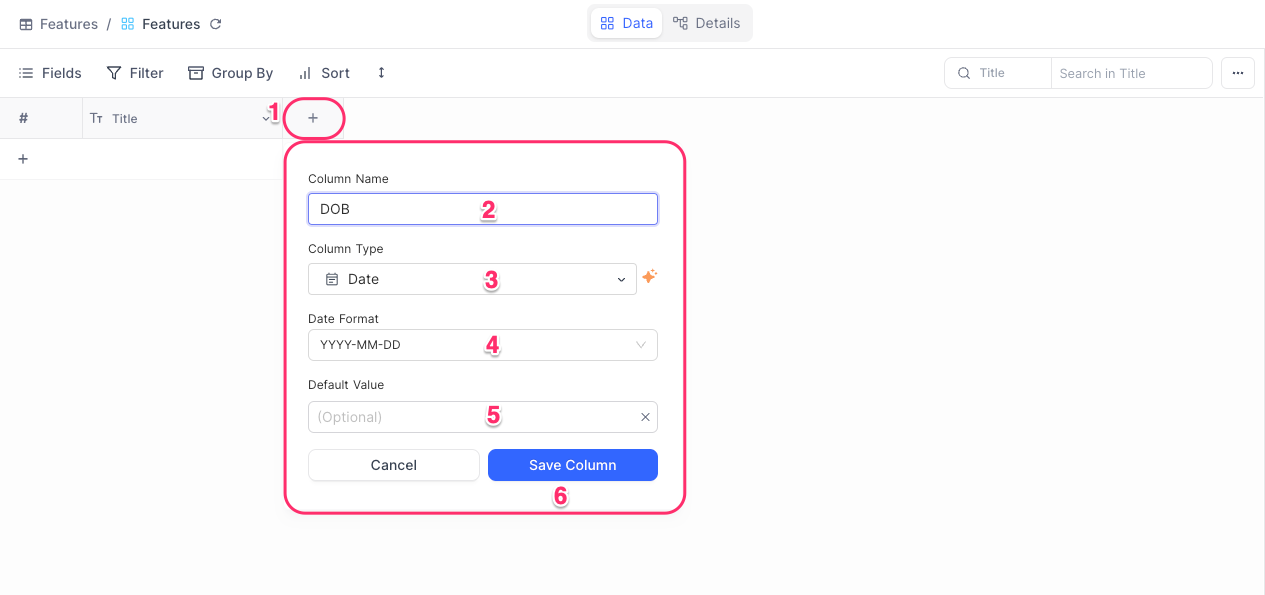 Features / Features
Data Details
Fields Filter Group By Sort
Title Search in Title
# Tт Title 1 +
+
Column Name
DOB 2
Column Type
Date 3
Date Format
YYYY-MM-DD 4
Default Value
(Optional) 5
Cancel Save Column
6